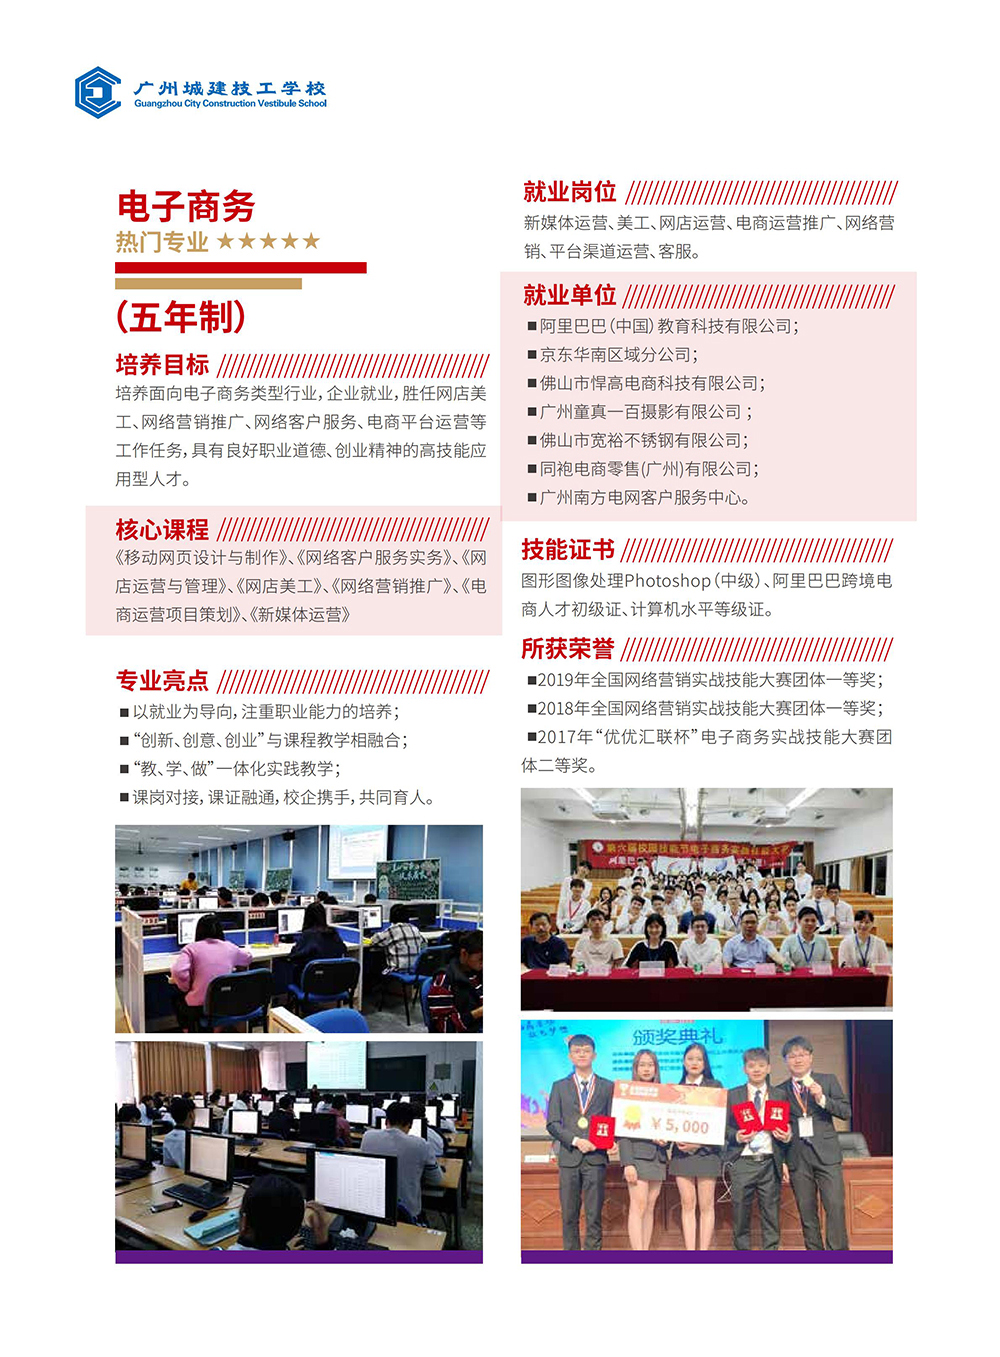 广州城建技工学校
Guangzhou City Construction Vestibule School
电子商务
热门专业 ★★★★★
（五年制）
培养目标
培养面向电子商务类型行业，企业就业，胜任网店美
工、网络营销推广、网络客户服务、电商平台运营等
工作任务，具有良好职业道德、创业精神的高技能应
用型人才。
核心课程
《移动网页设计与制作》、《网络客户服务实务》、《网
店运营与管理》、《网店美工》、《网络营销推广》、《电
商运营项目策划》、《新媒体运营》
专业亮点
■以就业为导向，注重职业能力的培养；
■“创新、创意、创业”与课程教学相融合；
■“教、学、做”一体化实践教学；
■课岗对接，课证融通，校企携手，共同育人。
就业岗位
新媒体运营、美工、网店运营、电商运营推广、网络营
销、平台渠道运营、客服。
就业单位
■阿里巴巴（中国）教育科技有限公司；
■京东华南区域分公司；
■佛山市悍高电商科技有限公司；
■广州童真一百摄影有限公司；
■佛山市宽裕不锈钢有限公司；
■同袍电商零售(广州)有限公司；
■广州南方电网客户服务中心。
技能证书
图形图像处理Photoshop（中级）、阿里巴巴跨境电
商人才初级证、计算机水平等级证。
所获荣誉
■2019年全国网络营销实战技能大赛团体一等奖；
■2018年全国网络营销实战技能大赛团体一等奖；
■2017年“优优汇联杯”电子商务实战技能大赛团
体二等奖。
第六届校园技能节电子商务实战技能大赛
颁奖典礼
¥5,000